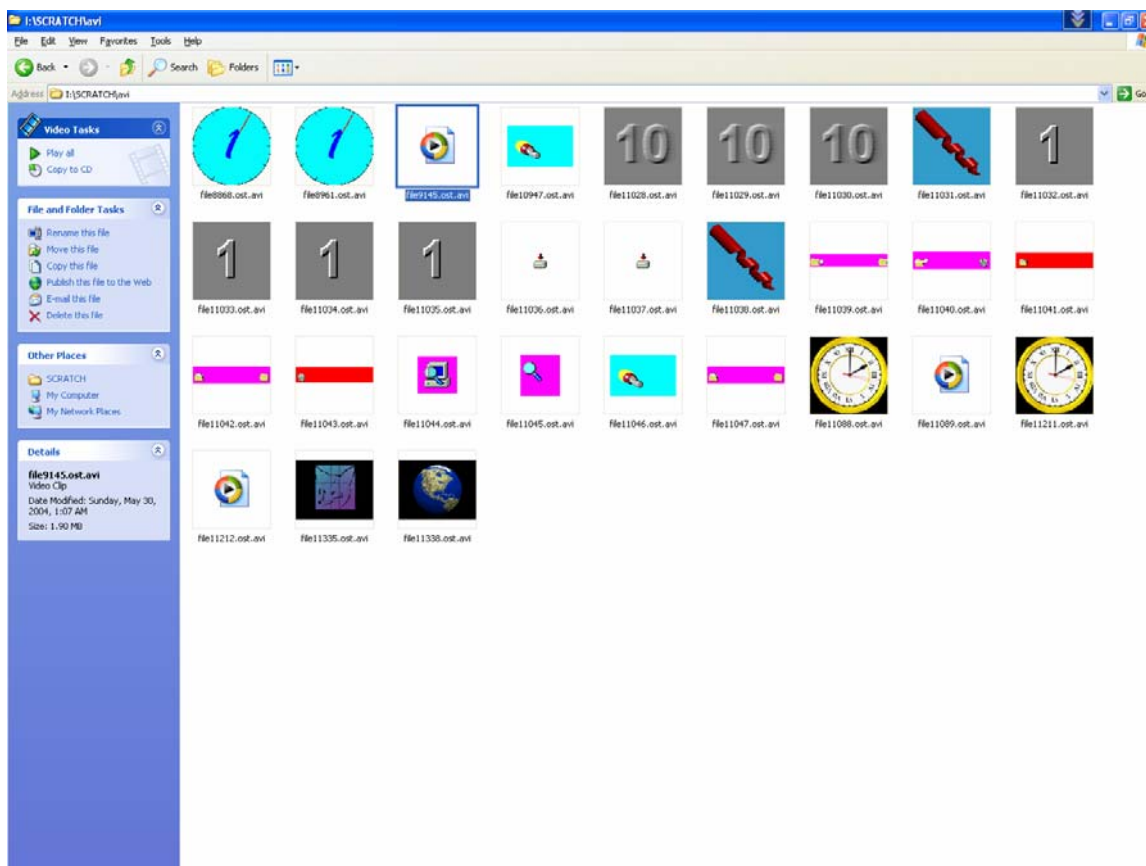 I:\SCRATCH\avi
File Edit View Favorites Tools Help
Back Search Folders
Address I:\SCRATCH\avi Go
Video Tasks
Play all
Copy to CD
File and Folder Tasks
Rename this file
Move this file
Copy this file
Publish this file to the Web
E-mail this file
Delete this file
Other Places
SCRATCH
My Computer
My Network Places
Details
file9145.ost.avi
Video Clip
Date Modified: Sunday, May 30,
2004, 1:07 AM
Size: 1.90 MB
1 1 10 10 10 1
file8868.ost.avi file8961.ost.avi file9145.ost.avi file10947.ost.avi file11028.ost.avi file11029.ost.avi file11030.ost.avi file11031.ost.avi file11032.ost.avi
1 1 1
file11033.ost.avi file11034.ost.avi file11035.ost.avi file11036.ost.avi file11037.ost.avi file11038.ost.avi file11039.ost.avi file11040.ost.avi file11041.ost.avi
file11042.ost.avi file11043.ost.avi file11044.ost.avi file11045.ost.avi file11046.ost.avi file11047.ost.avi file11088.ost.avi file11089.ost.avi file11211.ost.avi
file11212.ost.avi file11335.ost.avi file11338.ost.avi